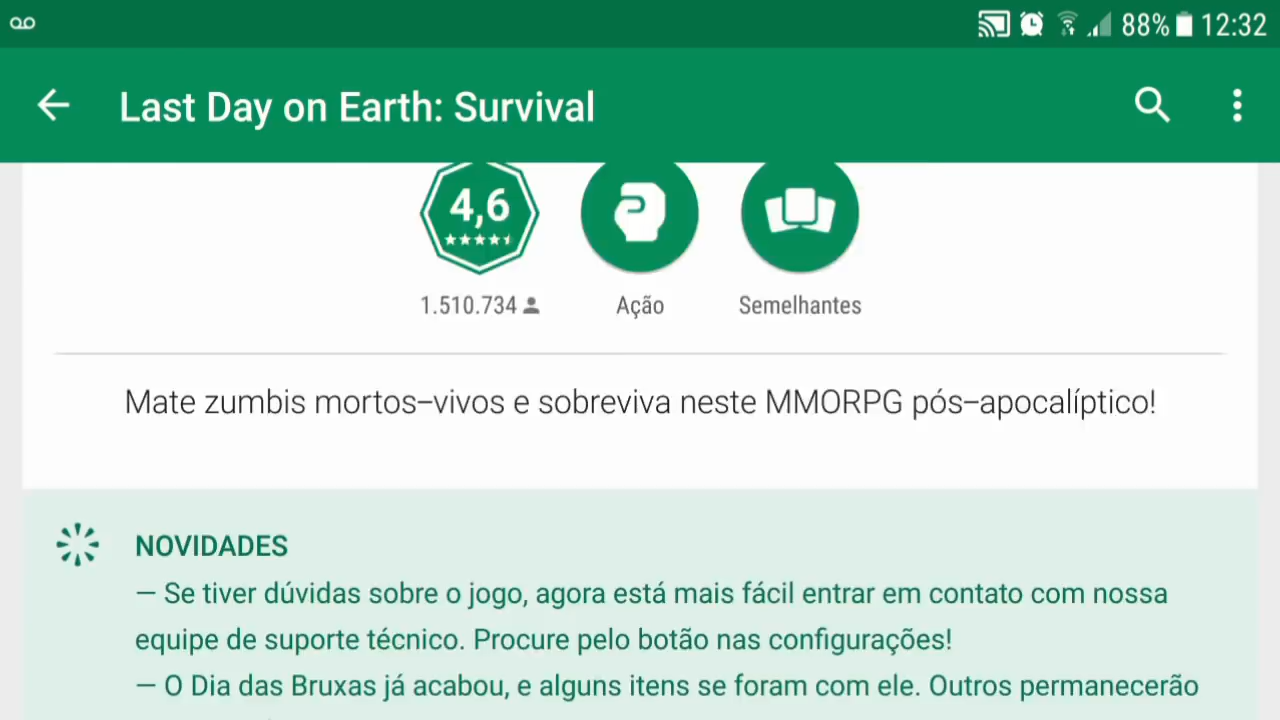 88% 12:32
Last Day on Earth: Survival
4,6
1.510.734 Ação Semelhantes
Mate zumbis mortos–vivos e sobreviva neste MMORPG pós–apocalíptico!
NOVIDADES
— Se tiver dúvidas sobre o jogo, agora está mais fácil entrar em contato com nossa
equipe de suporte técnico. Procure pelo botão nas configurações!
— O Dia das Bruxas já acabou, e alguns itens se foram com ele. Outros permanecerão